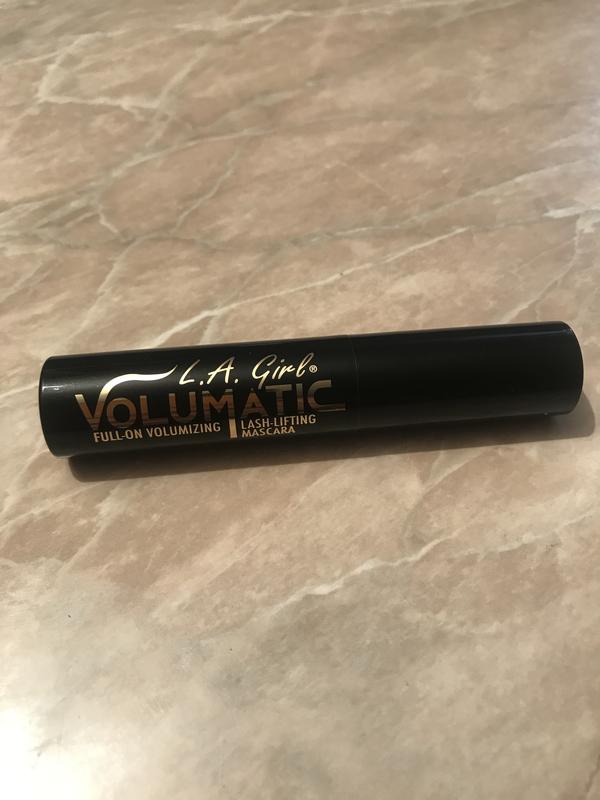 L.A. Girl®
VOLUMATIC
FULL-ON VOLUMIZING
LASH-LIFTING
MASCARA